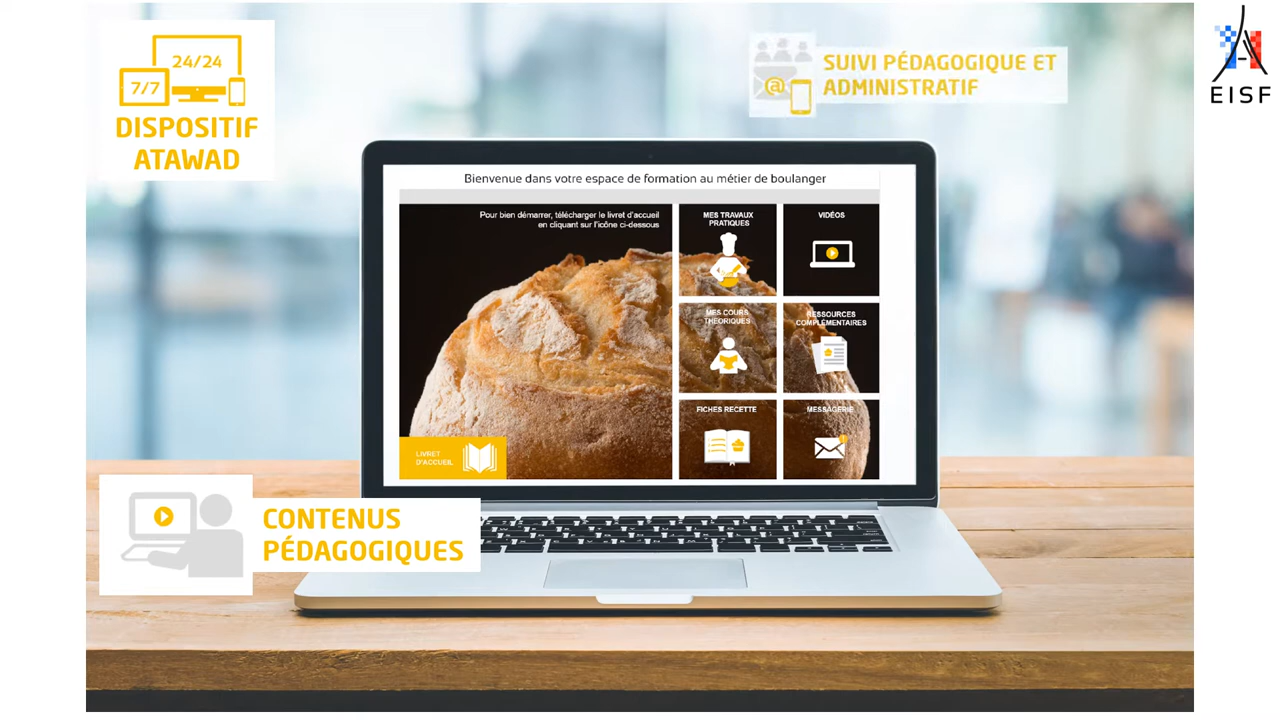 24/24
7/7
DISPOSITIF
ATAWAD
SUIVI PÉDAGOGIQUE ET
ADMINISTRATIF
@
EISF
Bienvenue dans votre espace de formation au métier de boulanger
Pour bien démarrer, télécharger le livret d'accueil
en cliquant sur l'icône ci-dessous
MES TRAVAUX
PRATIQUES
VIDÉOS
MES COURS
THÉORIQUES
RESSOURCES
COMPLÉMENTAIRES
FICHES RECETTE
MESSAGERIE
LIVRET
D'ACCUEIL
CONTENUS
PÉDAGOGIQUES